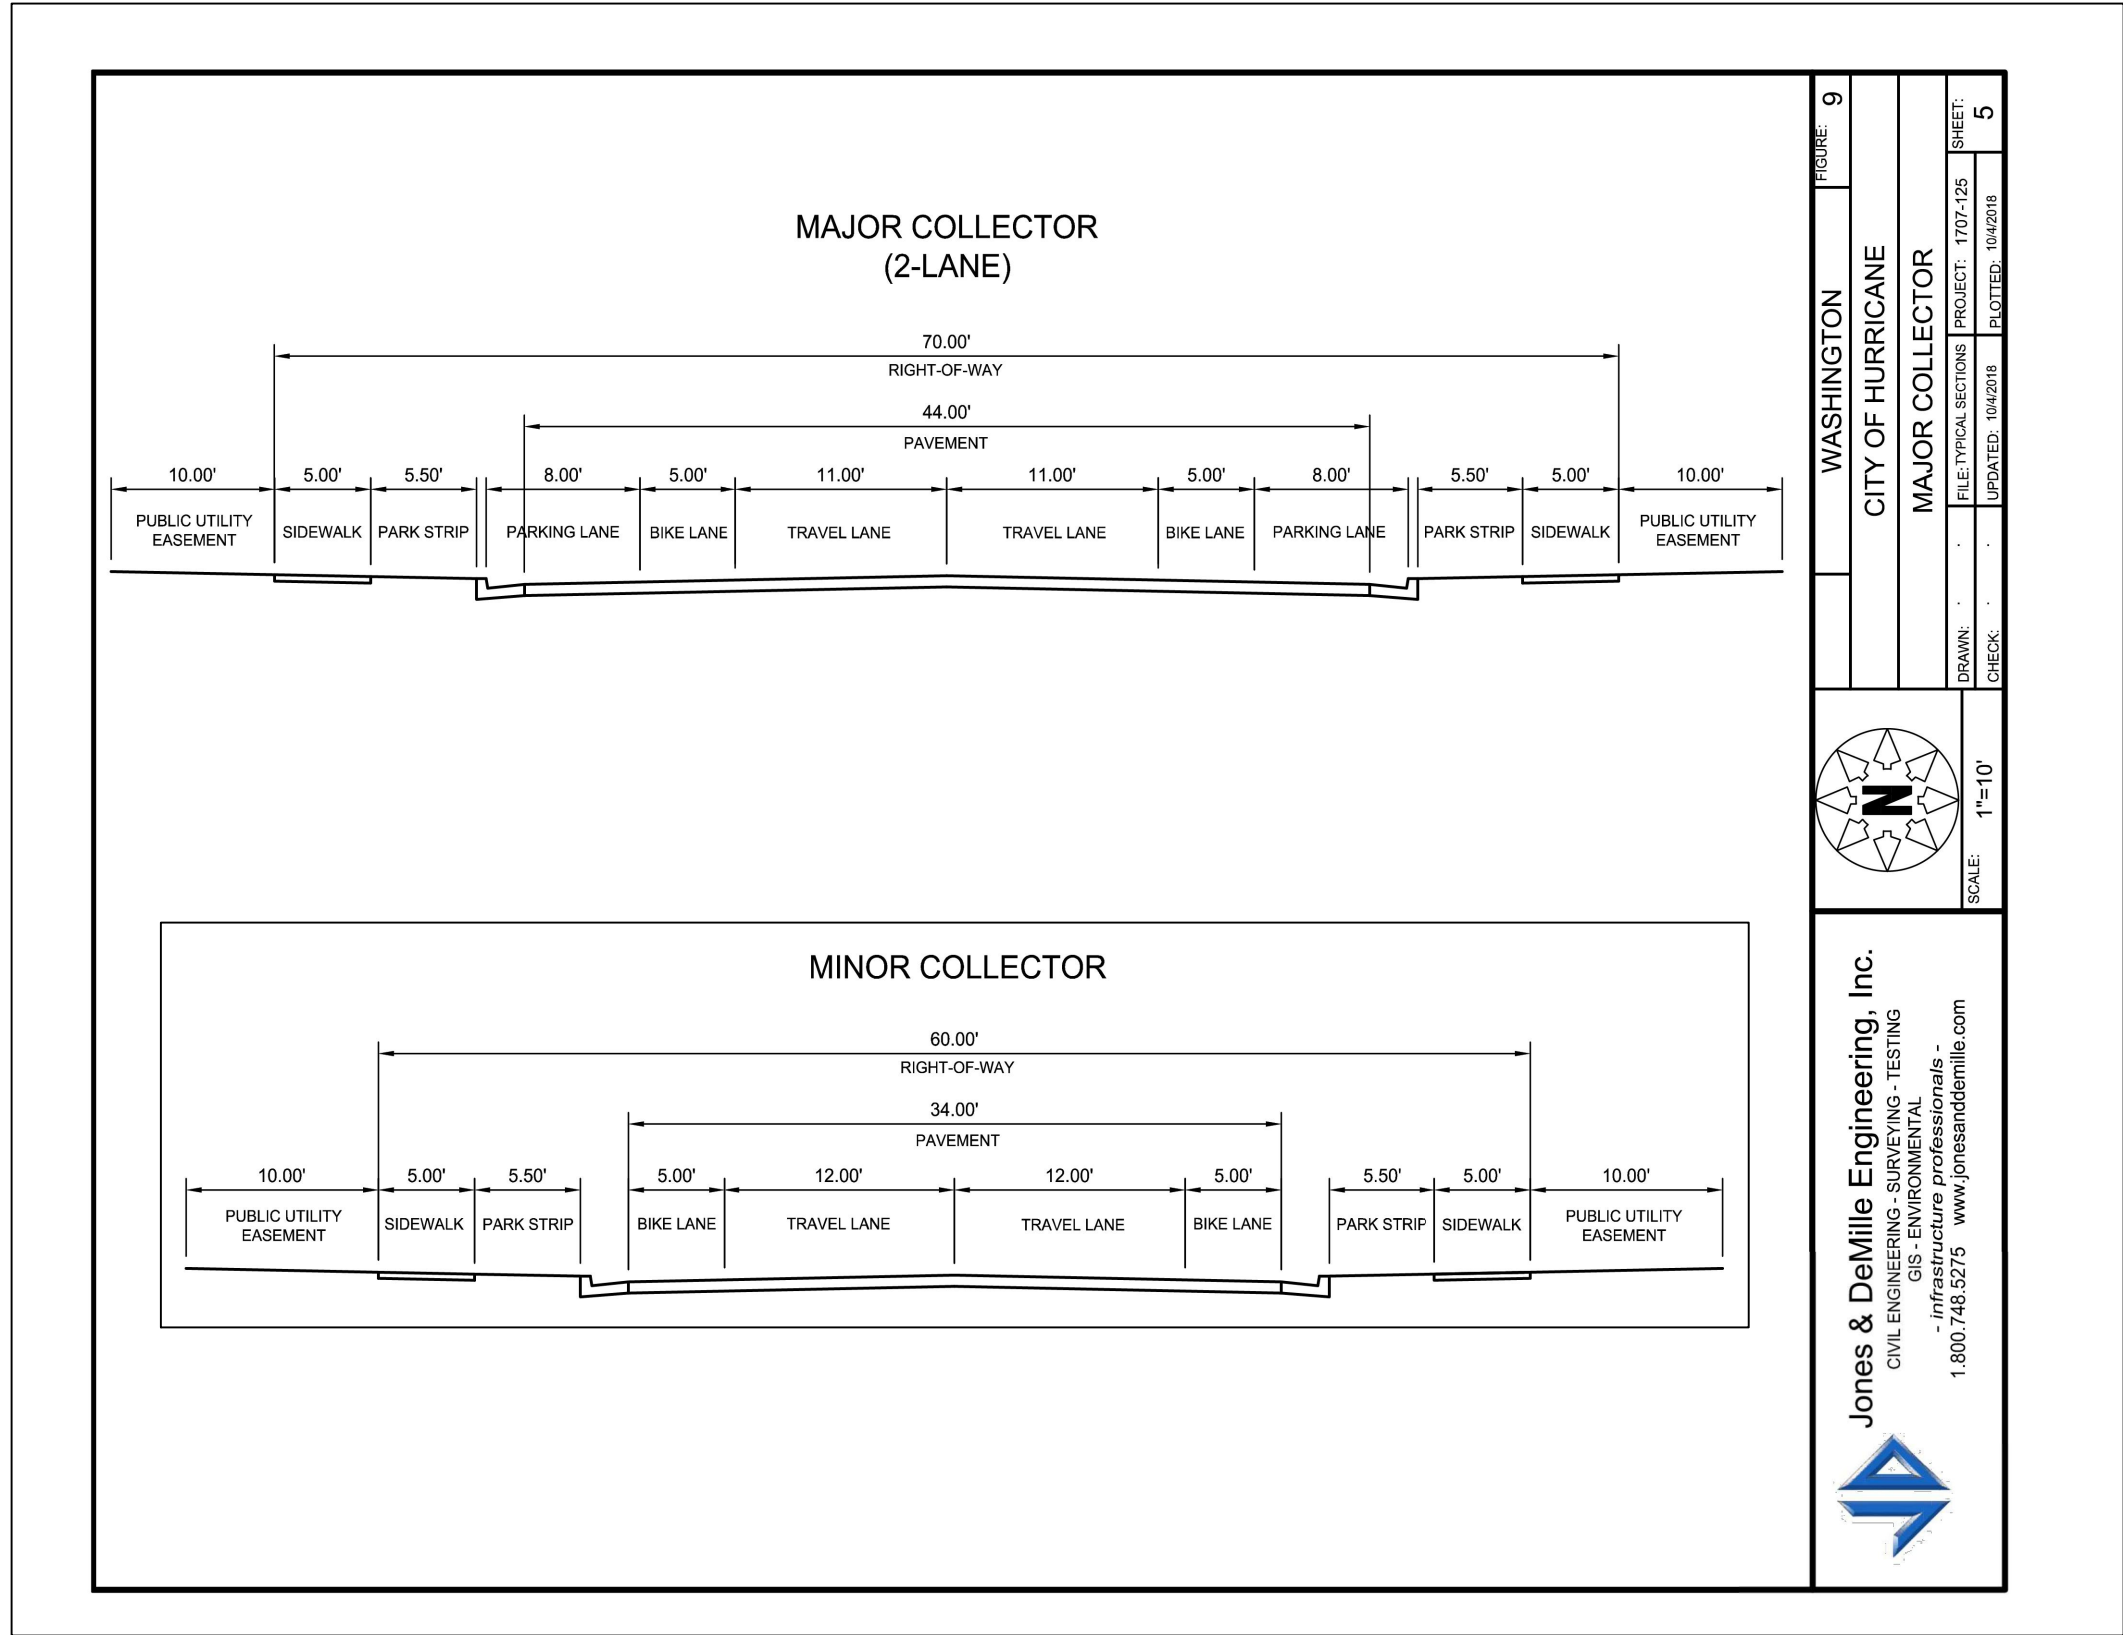 MAJOR COLLECTOR
(2-LANE)
70.00'
RIGHT-OF-WAY
44.00'
PAVEMENT
10.00' 5.00' 5.50' 8.00' 5.00' 11.00' 11.00' 5.00' 8.00' 5.50' 5.00' 10.00'
PUBLIC UTILITY EASEMENT SIDEWALK PARK STRIP PARKING LANE BIKE LANE TRAVEL LANE TRAVEL LANE BIKE LANE PARKING LANE PARK STRIP SIDEWALK PUBLIC UTILITY EASEMENT
MINOR COLLECTOR
60.00'
RIGHT-OF-WAY
34.00'
PAVEMENT
10.00' 5.00' 5.50' 5.00' 12.00' 12.00' 5.00' 5.50' 5.00' 10.00'
PUBLIC UTILITY EASEMENT SIDEWALK PARK STRIP BIKE LANE TRAVEL LANE TRAVEL LANE BIKE LANE PARK STRIP SIDEWALK PUBLIC UTILITY EASEMENT
Jones & DeMille Engineering, Inc.
CIVIL ENGINEERING - SURVEYING - TESTING
GIS - ENVIRONMENTAL
- infrastructure professionals -
1.800.748.5275 www.jonesanddemille.com
N
SCALE: 1"=10'
WASHINGTON
FIGURE: 9
CITY OF HURRICANE
MAJOR COLLECTOR
DRAWN: . . FILE: TYPICAL SECTIONS PROJECT: 1707-125 SHEET:
CHECK: . . UPDATED: 10/4/2018 PLOTTED: 10/4/2018 5